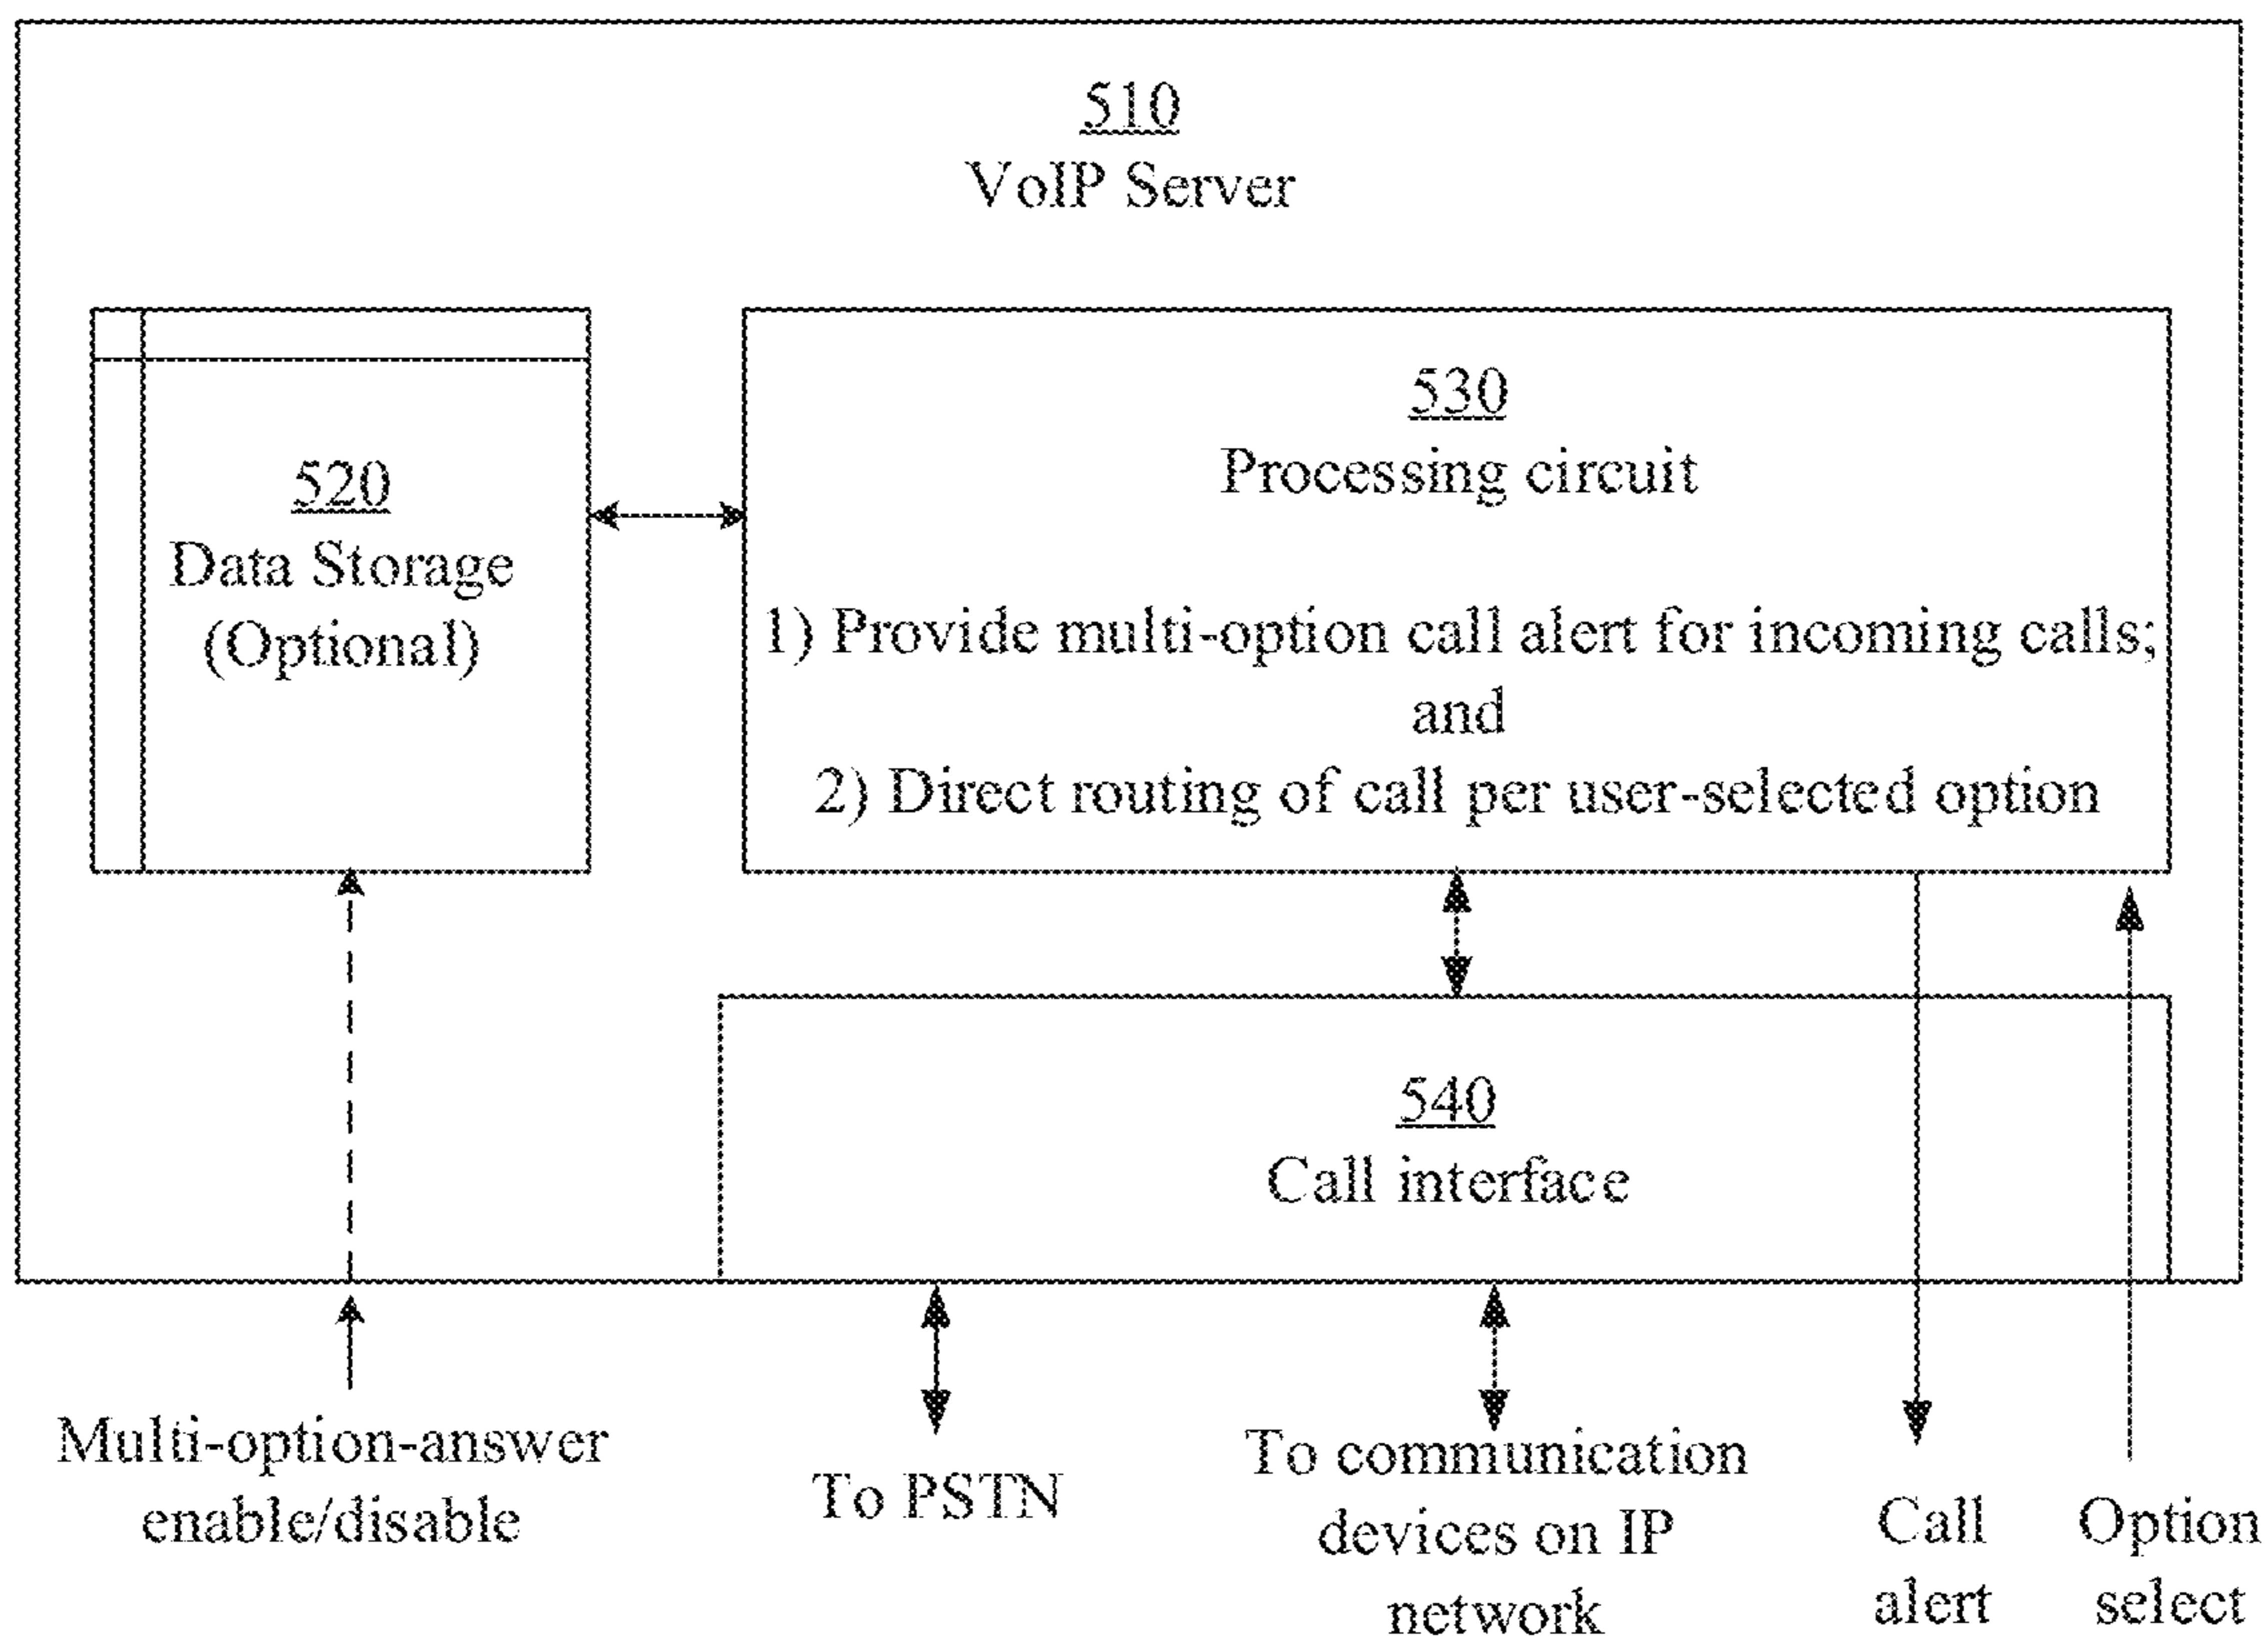 510
VoIP Server
520
Data Storage
(Optional)
530
Processing circuit
1) Provide multi-option call alert for incoming calls;
and
2) Direct routing of call per user-selected option
540
Call interface
Multi-option-answer
enable/disable
To PSTN
To communication
devices on IP
network
Call
alert
Option
select